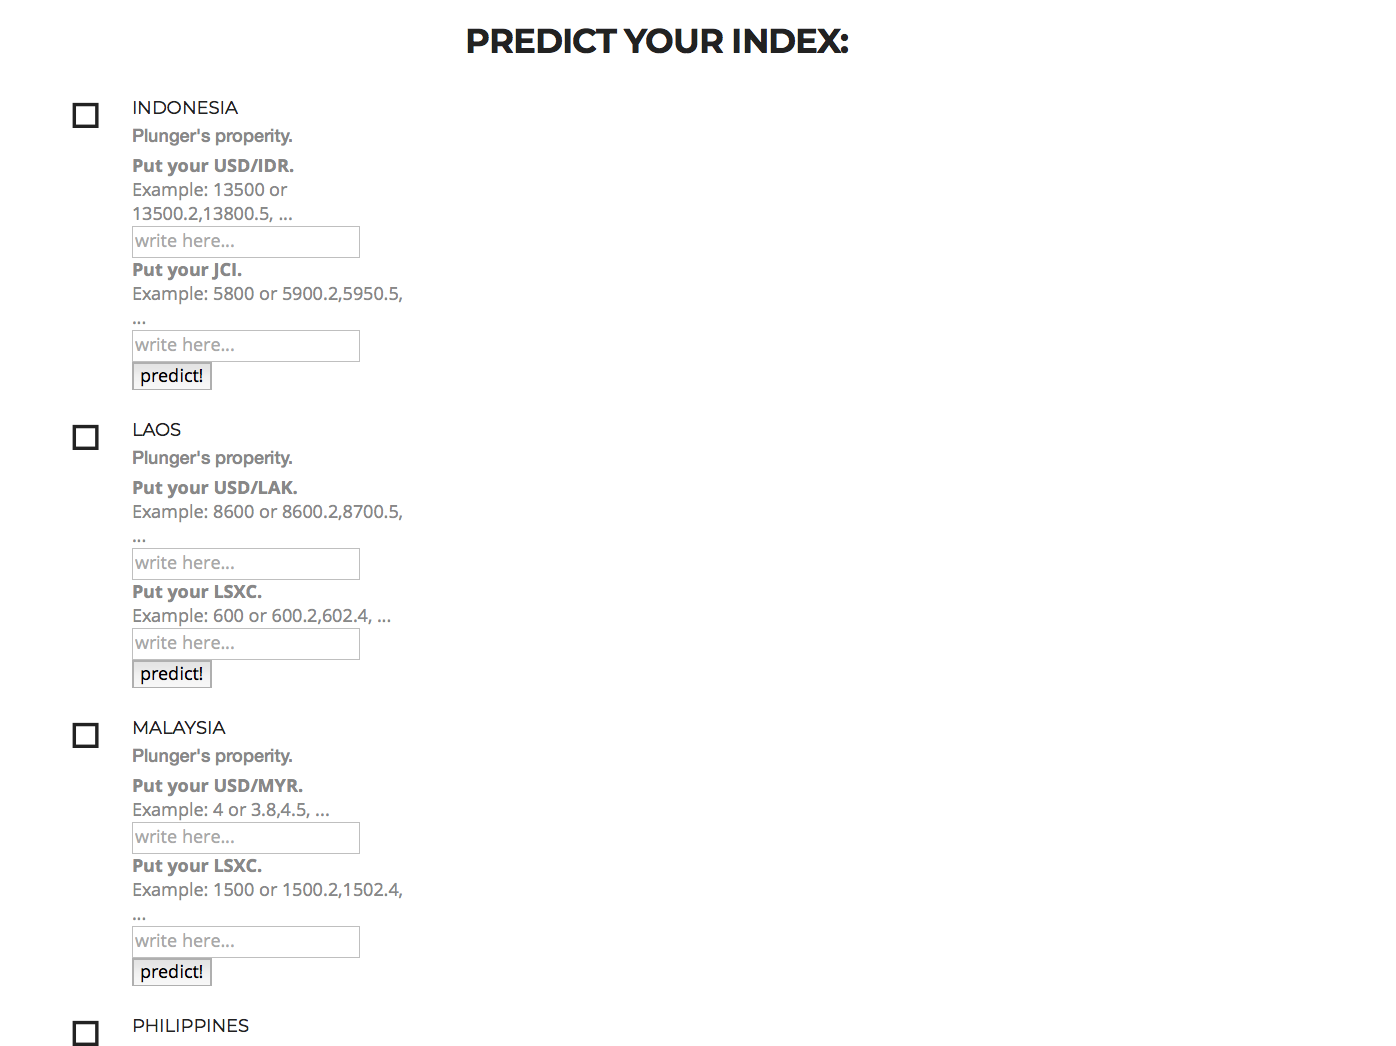 PREDICT YOUR INDEX:
INDONESIA
Plunger's properity.
Put your USD/IDR.
Example: 13500 or
13500.2,13800.5, ...
write here...
Put your JCI.
Example: 5800 or 5900.2,5950.5,
...
write here...
predict!
LAOS
Plunger's properity.
Put your USD/LAK.
Example: 8600 or 8600.2,8700.5,
...
write here...
Put your LSXC.
Example: 600 or 600.2,602.4, ...
write here...
predict!
MALAYSIA
Plunger's properity.
Put your USD/MYR.
Example: 4 or 3.8,4.5, ...
write here...
Put your LSXC.
Example: 1500 or 1500.2,1502.4,
...
write here...
predict!
PHILIPPINES